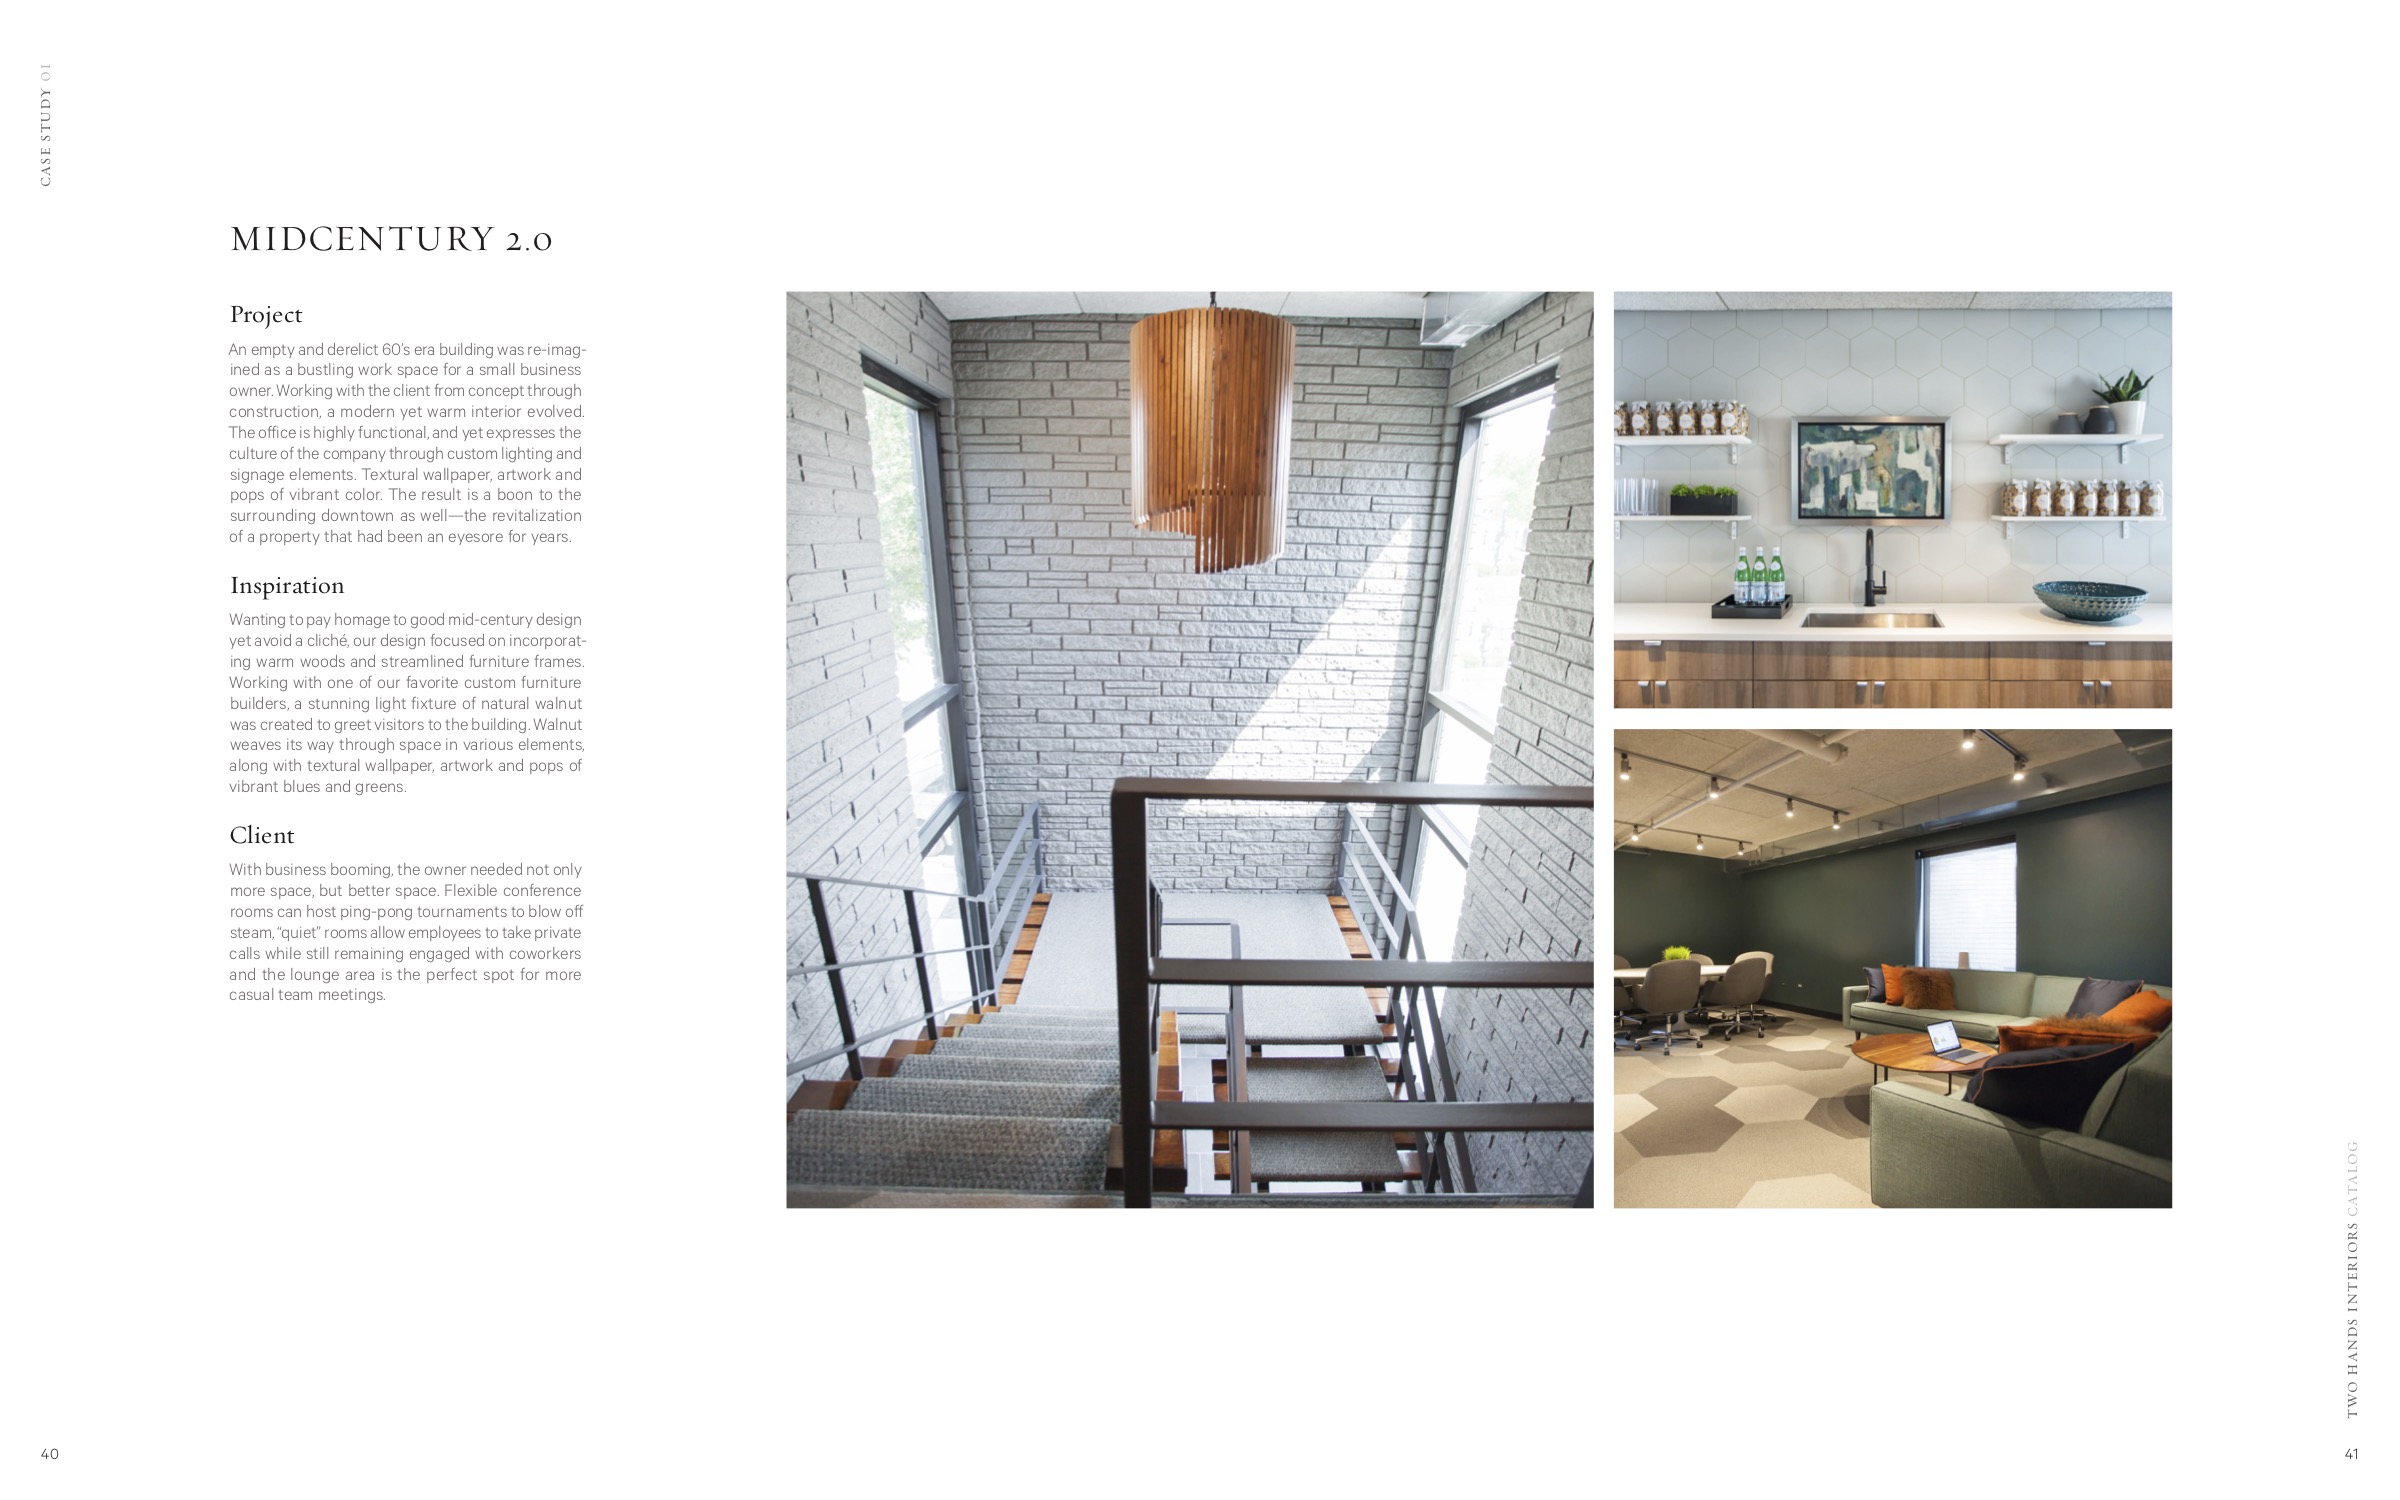 CASE STUDY 01
MIDCENTURY 2.0
Project
An empty and derelict 60's era building was re-imag-
ined as a bustling work space for a small business
owner. Working with the client from concept through
construction, a modern yet warm interior evolved.
The office is highly functional, and yet expresses the
culture of the company through custom lighting and
signage elements. Textural wallpaper, artwork and
pops of vibrant color. The result is a boon to the
surrounding downtown as well—the revitalization
of a property that had been an eyesore for years.
Inspiration
Wanting to pay homage to good mid-century design
yet avoid a cliché, our design focused on incorporat-
ing warm woods and streamlined furniture frames.
Working with one of our favorite custom furniture
builders, a stunning light fixture of natural walnut
was created to greet visitors to the building. Walnut
weaves its way through space in various elements,
along with textural wallpaper, artwork and pops of
vibrant blues and greens.
Client
With business booming, the owner needed not only
more space, but better space. Flexible conference
rooms can host ping-pong tournaments to blow off
steam, “quiet” rooms allow employees to take private
calls while still remaining engaged with coworkers
and the lounge area is the perfect spot for more
casual team meetings.
TWO HANDS INTERIORS CATALOG
40
41